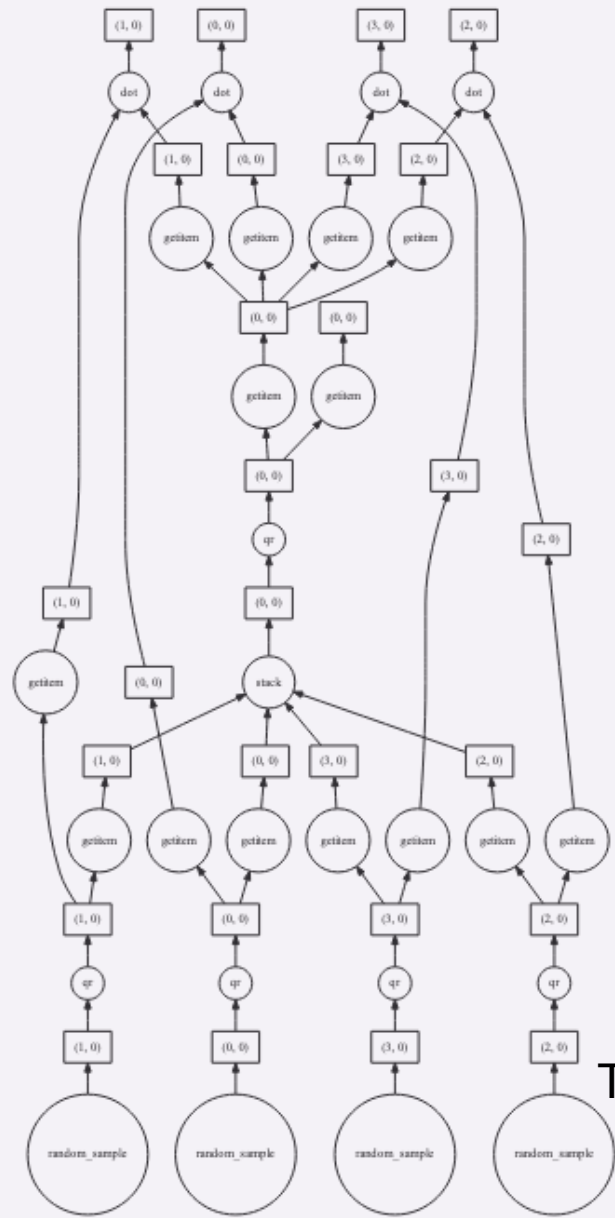 (1, 0) (0, 0) (3, 0) (2, 0)
dot dot dot dot
(1, 0) (0, 0) (3, 0) (2, 0)
getitem getitem getitem getitem
(0, 0) (0, 0)
getitem getitem
(0, 0) (3, 0)
qr (2, 0)
(1, 0) (0, 0)
getitem (0, 0) stack
(1, 0) (0, 0) (3, 0) (2, 0)
getitem getitem getitem getitem getitem getitem getitem
(1, 0) (0, 0) (3, 0) (2, 0)
qr qr qr qr
(1, 0) (0, 0) (3, 0) (2, 0)
T
random_sample random_sample random_sample random_sample